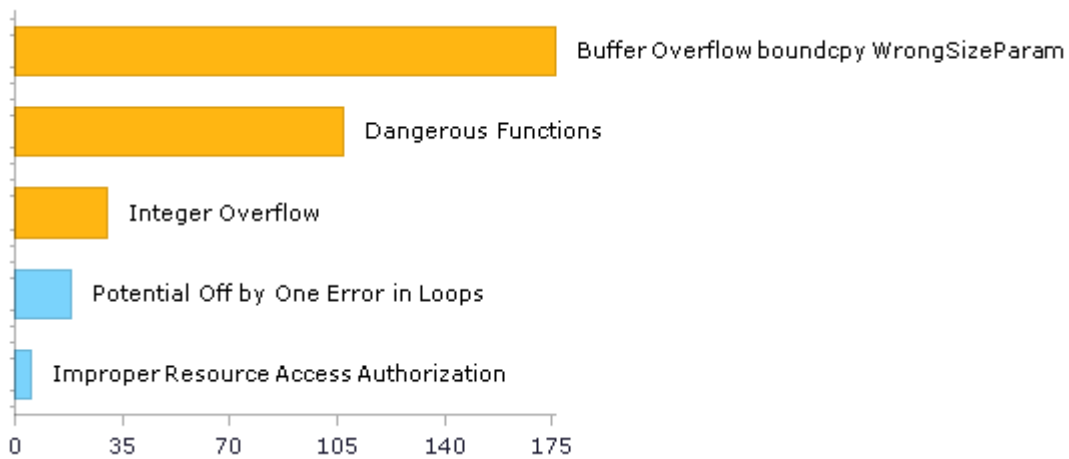 Buffer Overflow boundcpy WrongSizeParam
Dangerous Functions
Integer Overflow
Potential Off by One Error in Loops
Improper Resource Access Authorization
0 35 70 105 140 175